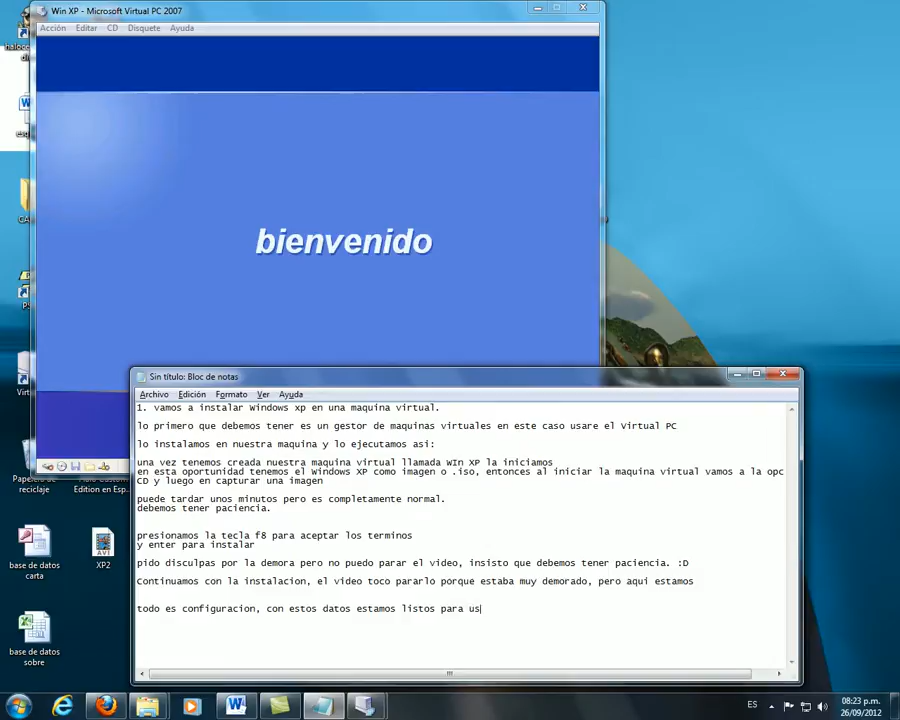 Win XP - Microsoft Virtual PC 2007
Acción Editar CD Disquete Ayuda
bienvenido
Sin título: Bloc de notas
Archivo Edición Formato Ver Ayuda
1. vamos a instalar Windows xp en una maquina virtual.
lo primero que debemos tener es un gestor de maquinas virtuales en este caso usare el Virtual PC
lo instalamos en nuestra maquina y lo ejecutamos asi:
una vez tenemos creada nuestra maquina virtual llamada WIn XP la iniciamos
en esta oportunidad tenemos el Windows XP como imagen o .iso, entonces al iniciar la maquina virtual vamos a la opc
CD y luego en capturar una imagen
puede tardar unos minutos pero es completamente normal.
debemos tener paciencia.
presionamos la tecla f8 para aceptar los terminos
y enter para instalar
pido disculpas por la demora pero no puedo parar el video, insisto que debemos tener paciencia. :D
Continuamos con la instalacion, el video toco pararlo porque estaba muy demorado, pero aqui estamos
todo es configuracion, con estos datos estamos listos para us
reciclaje
Edition en Esp...
base de datos
carta
XP2
base de datos
sobre
ES
08:23 p.m.
26/09/2012